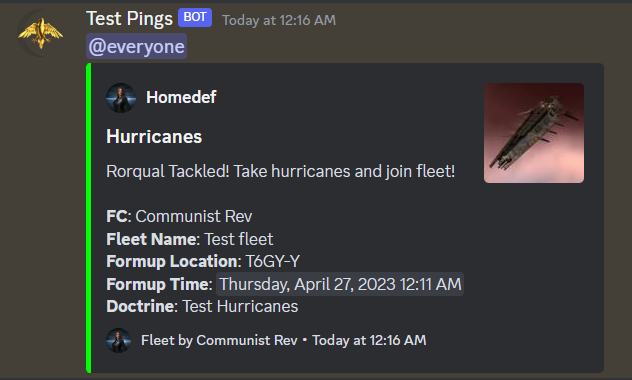 Test Pings BOT Today at 12:16 AM
@everyone
Homedef
Hurricanes
Rorqual Tackled! Take hurricanes and join fleet!
FC: Communist Rev
Fleet Name: Test fleet
Formup Location: T6GY-Y
Formup Time: Thursday, April 27, 2023 12:11 AM
Doctrine: Test Hurricanes
Fleet by Communist Rev • Today at 12:16 AM